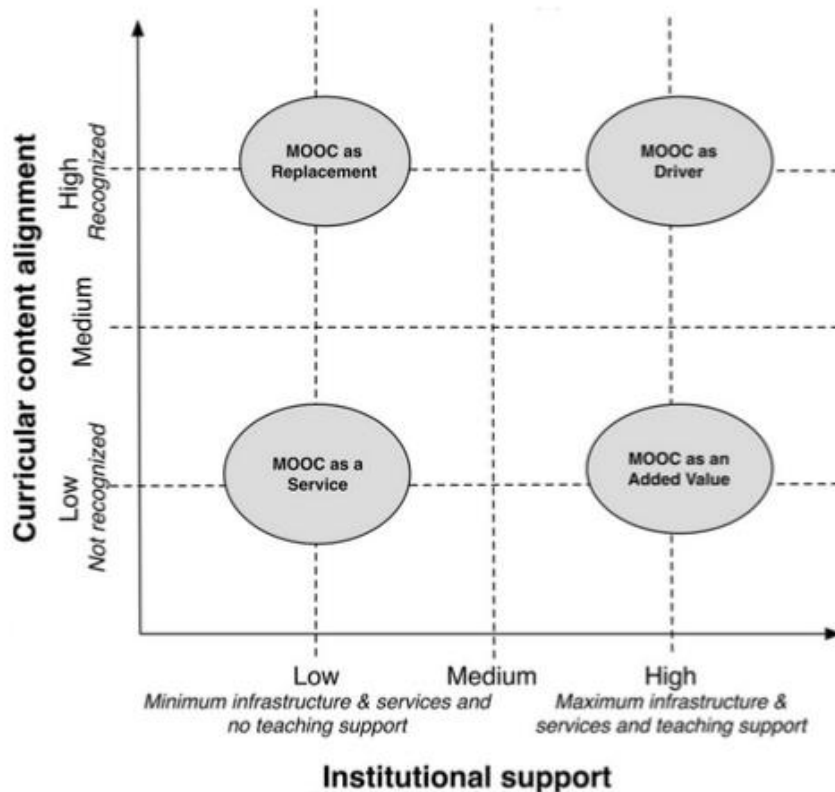 Curricular content alignment
High
Recognized
Medium
Low
Not recognized
MOOC as
Replacement
MOOC as
Driver
MOOC as a
Service
MOOC as an
Added Value
Low
Medium
High
Minimum infrastructure & services and
no teaching support
Maximum infrastructure &
services and teaching support
Institutional support